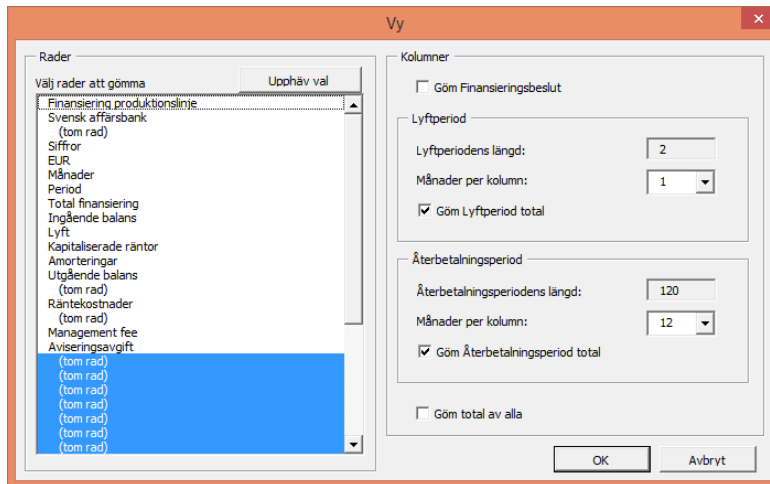 Vy
Rader
Välj rader att gömma
Upphäv val
Finansiering produktionslinje
Svensk affärsbank
(tom rad)
Siffror
EUR
Månader
Period
Total finansiering
Ingående balans
Lyft
Kapitaliserade räntor
Amorteringar
Utgående balans
(tom rad)
Räntekostnader
(tom rad)
Management fee
Aviseringsavgift
(tom rad)
(tom rad)
(tom rad)
(tom rad)
(tom rad)
(tom rad)
(tom rad)
Kolumner
Göm Finansieringsbeslut
Lyftperiod
Lyftperiodens längd: 2
Månader per kolumn: 1
Göm Lyftperiod total
Återbetalningsperiod
Återbetalningsperiodens längd: 120
Månader per kolumn: 12
Göm Återbetalningsperiod total
Göm total av alla
OK
Avbryt